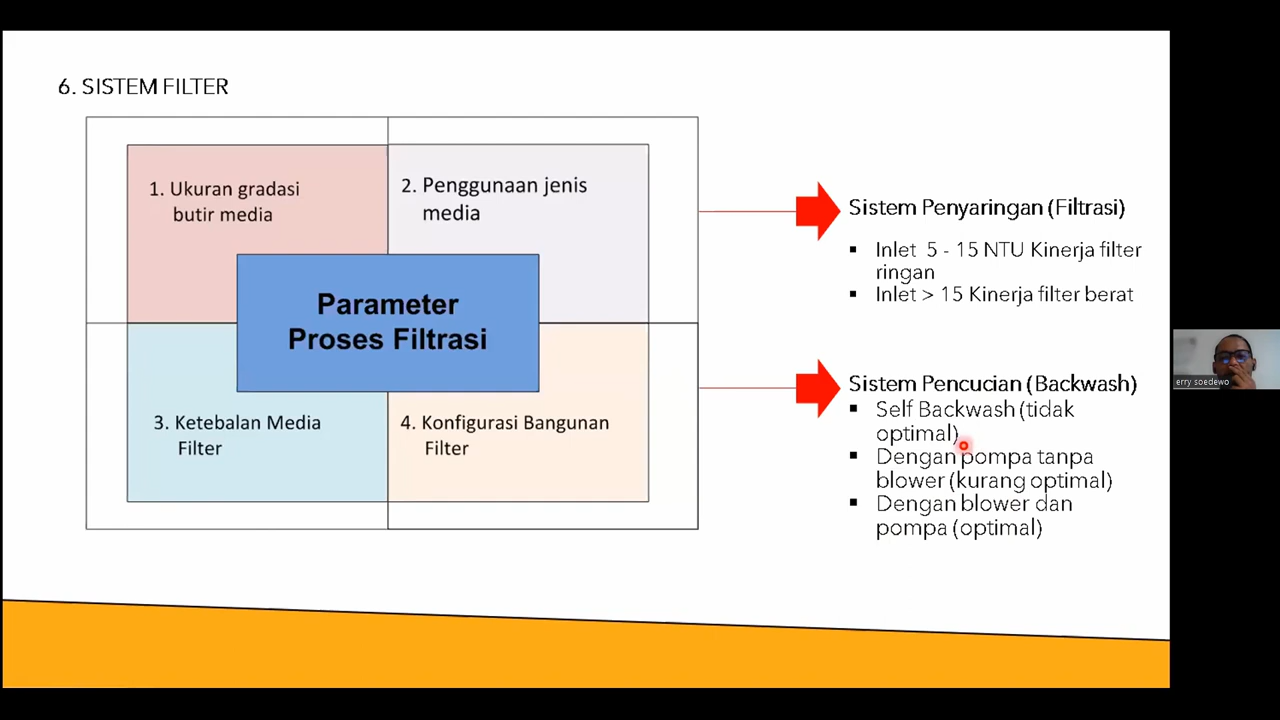 6. SISTEM FILTER
1. Ukuran gradasi
butir media
2. Penggunaan jenis
media
Parameter
Proses Filtrasi
3. Ketebalan Media
Filter
4. Konfigurasi Bangunan
Filter
Sistem Penyaringan (Filtrasi)
▪ Inlet 5 - 15 NTU Kinerja filter
ringan
▪ Inlet > 15 Kinerja filter berat
Sistem Pencucian (Backwash)
▪ Self Backwash (tidak
optimal)
▪ Dengan pompa tanpa
blower (kurang optimal)
▪ Dengan blower dan
pompa (optimal)
erry soedewo